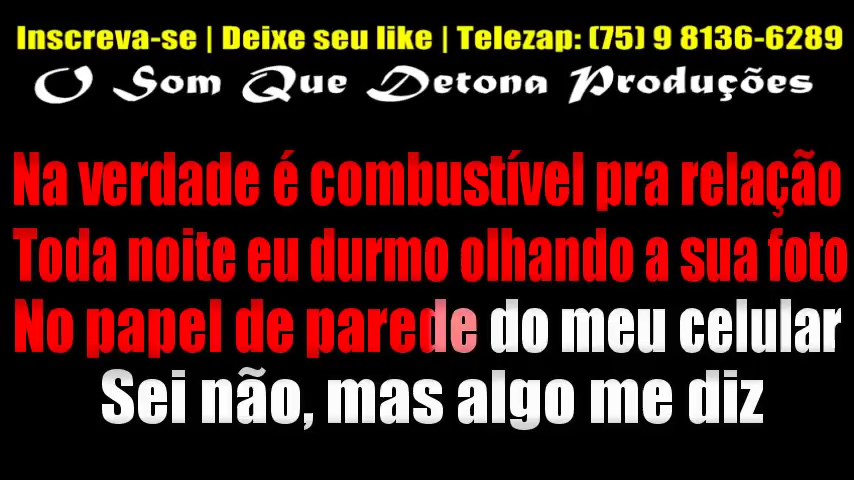 Inscreva-se | Deixe seu like | Telezap: (75) 9 8136-6289
O Som Que Detona Produções
Na verdade é combustível pra relação
Toda noite eu durmo olhando a sua foto
No papel de parede do meu celular
Sei não, mas algo me diz